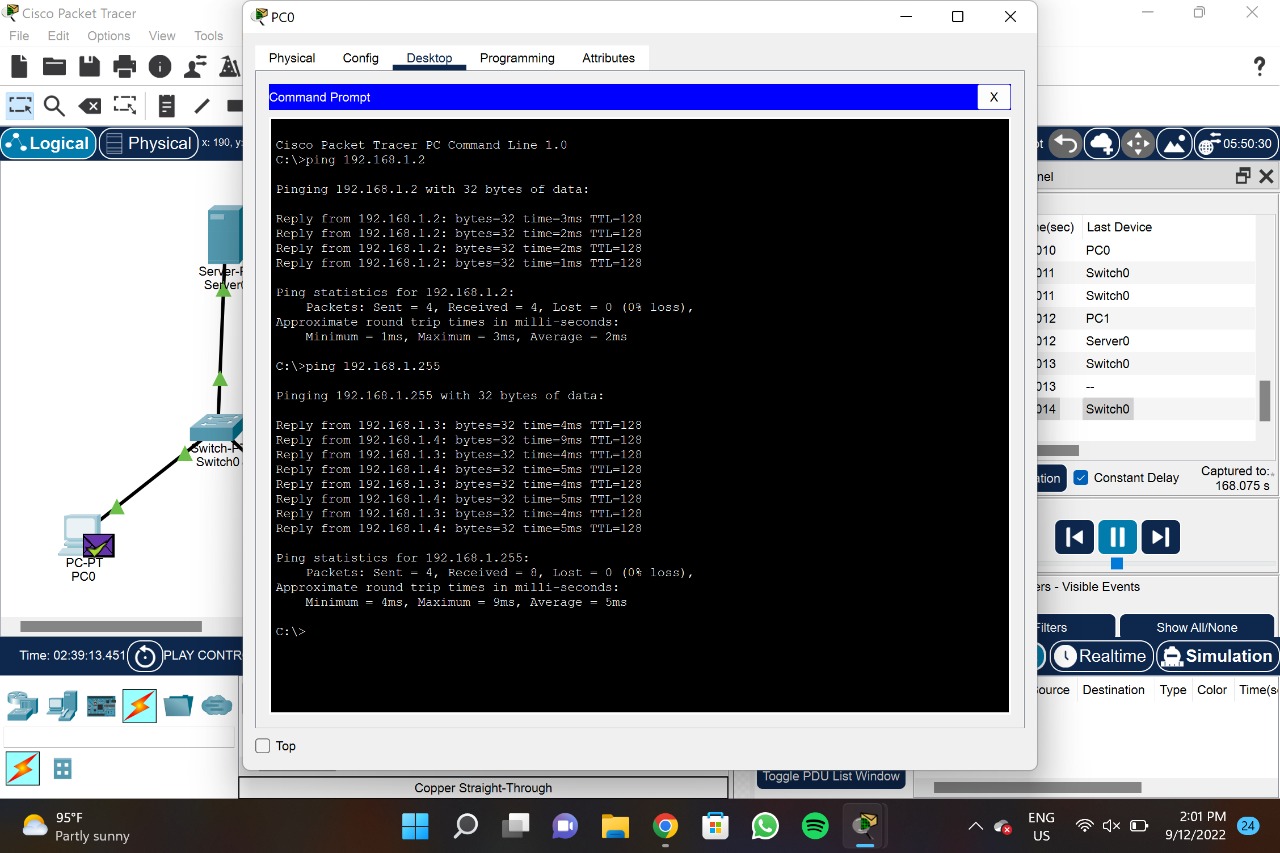 Cisco Packet Tracer
File Edit Options View Tools
Logical
Physical
x: 190, y:
PC0
Physical Config Desktop Programming Attributes
Command Prompt
X
Cisco Packet Tracer PC Command Line 1.0
C:\>ping 192.168.1.2
Pinging 192.168.1.2 with 32 bytes of data:
Reply from 192.168.1.2: bytes=32 time=3ms TTL=128
Reply from 192.168.1.2: bytes=32 time=2ms TTL=128
Reply from 192.168.1.2: bytes=32 time=2ms TTL=128
Reply from 192.168.1.2: bytes=32 time=1ms TTL=128
Ping statistics for 192.168.1.2:
Packets: Sent = 4, Received = 4, Lost = 0 (0% loss),
Approximate round trip times in milli-seconds:
Minimum = 1ms, Maximum = 3ms, Average = 2ms
C:\>ping 192.168.1.255
Pinging 192.168.1.255 with 32 bytes of data:
Reply from 192.168.1.3: bytes=32 time=4ms TTL=128
Reply from 192.168.1.4: bytes=32 time=9ms TTL=128
Reply from 192.168.1.3: bytes=32 time=4ms TTL=128
Reply from 192.168.1.4: bytes=32 time=5ms TTL=128
Reply from 192.168.1.3: bytes=32 time=4ms TTL=128
Reply from 192.168.1.4: bytes=32 time=5ms TTL=128
Reply from 192.168.1.3: bytes=32 time=4ms TTL=128
Reply from 192.168.1.4: bytes=32 time=5ms TTL=128
Ping statistics for 192.168.1.255:
Packets: Sent = 4, Received = 8, Lost = 0 (0% loss),
Approximate round trip times in milli-seconds:
Minimum = 4ms, Maximum = 9ms, Average = 5ms
C:\>
Top
Server-P
Server0
Switch-PT
Switch0
PC-PT
PC0
Time: 02:39:13.451
PLAY CONTR
Copper Straight-Through
Toggle PDU List Window
?
ot
05:50:30
nel
e(sec) Last Device
010 PC0
011 Switch0
011 Switch0
012 PC1
012 Server0
013 Switch0
013 --
014 Switch0
ation
Constant Delay
Captured to:
168.075 s
ers - Visible Events
Filters
Show All/None
Realtime
Simulation
ource Destination Type Color Time(s
95°F
Partly sunny
ENG
US
2:01 PM
9/12/2022
24